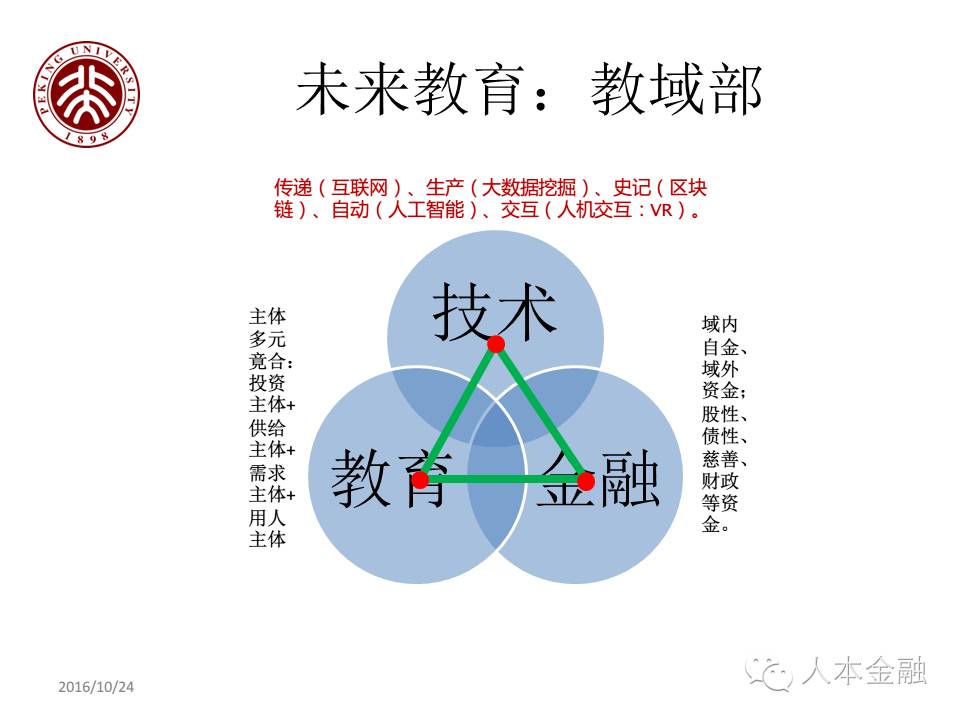 PEKING UNIVERSITY
1898
未来教育：教域部
传递（互联网）、生产（大数据挖掘）、史记（区块
链）、自动（人工智能）、交互（人机交互：VR）。
技术
主体
多元
竟合：
投资
主体+
供给
主体+
需求
主体+
用人
主体
教育
金融
域内
自金、
域外
资金；
股性、
债性、
慈善、
财政
等资
金。
2016/10/24
人本金融